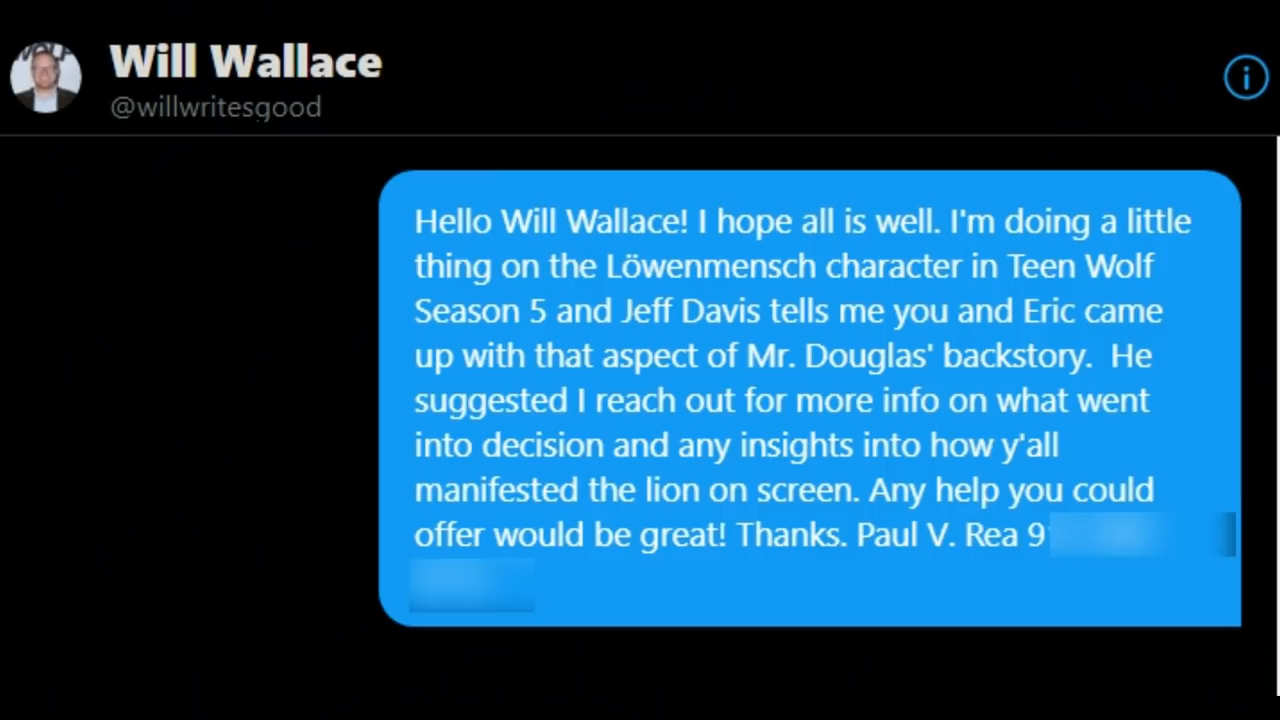 Will Wallace
@willwritesgood
Hello Will Wallace! I hope all is well. I'm doing a little
thing on the Löwenmensch character in Teen Wolf
Season 5 and Jeff Davis tells me you and Eric came
up with that aspect of Mr. Douglas' backstory.  He
suggested I reach out for more info on what went
into decision and any insights into how y'all
manifested the lion on screen. Any help you could
offer would be great! Thanks. Paul V. Rea 9